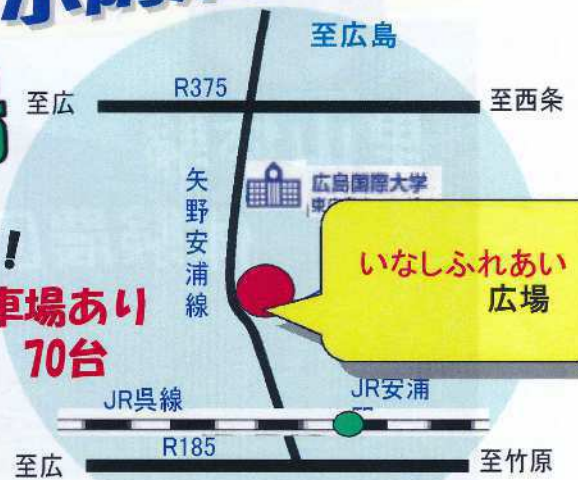 至広島
R375
至広
至西条
広島国際大学
矢野安浦線
！
いなしふれあい
広場
車場あり
70台
JR呉線
JR安浦
R185
至広
至竹原